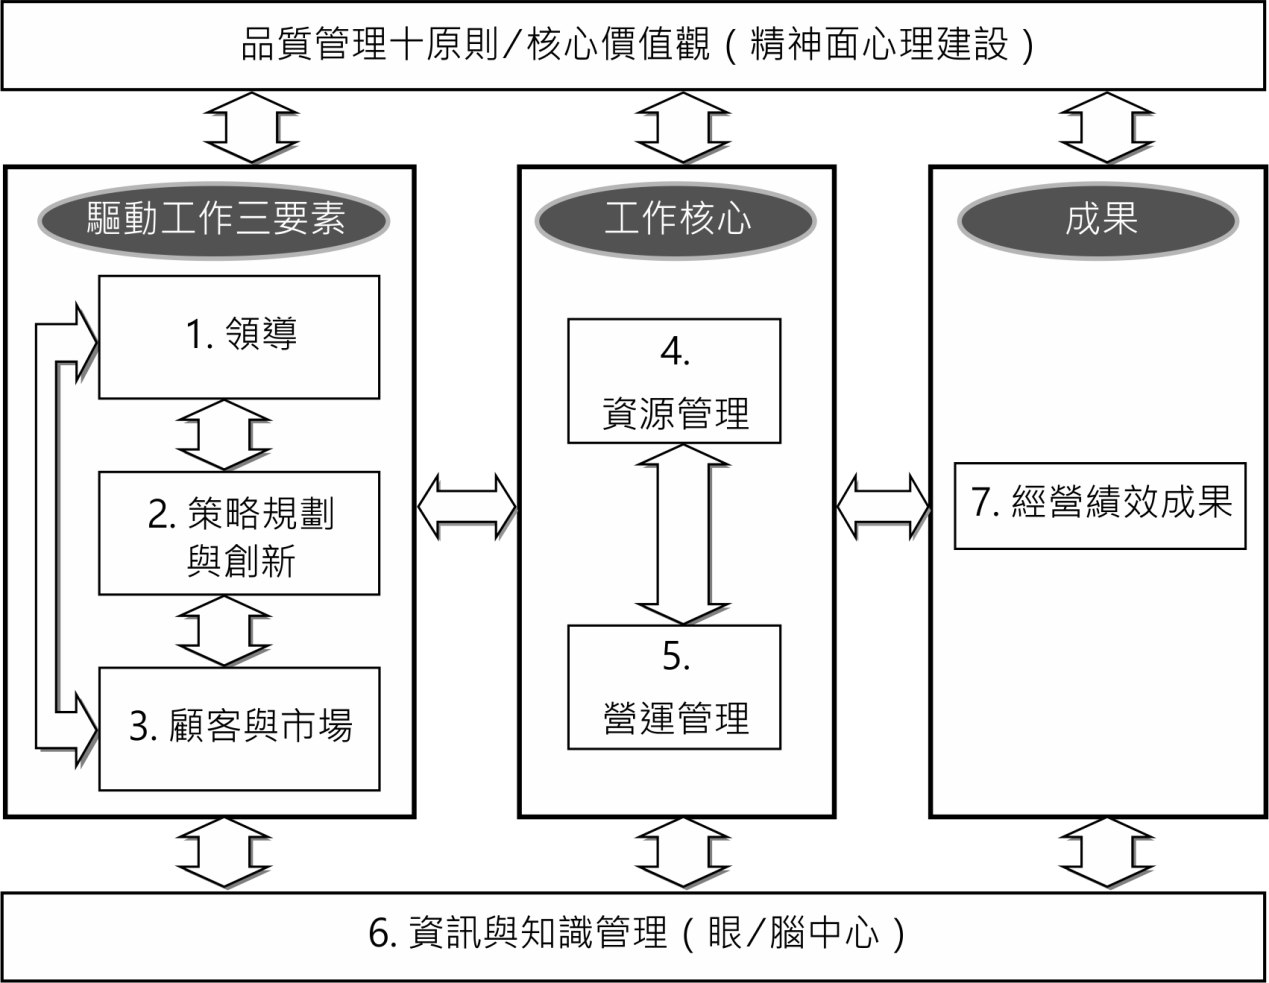 品質管理十原則/核心價值觀（精神面心理建設）
驅動工作三要素
1. 領導
2. 策略規劃
與創新
3. 顧客與市場
工作核心
4.
資源管理
5.
營運管理
成果
7. 經營績效成果
6. 資訊與知識管理（眼/腦中心）